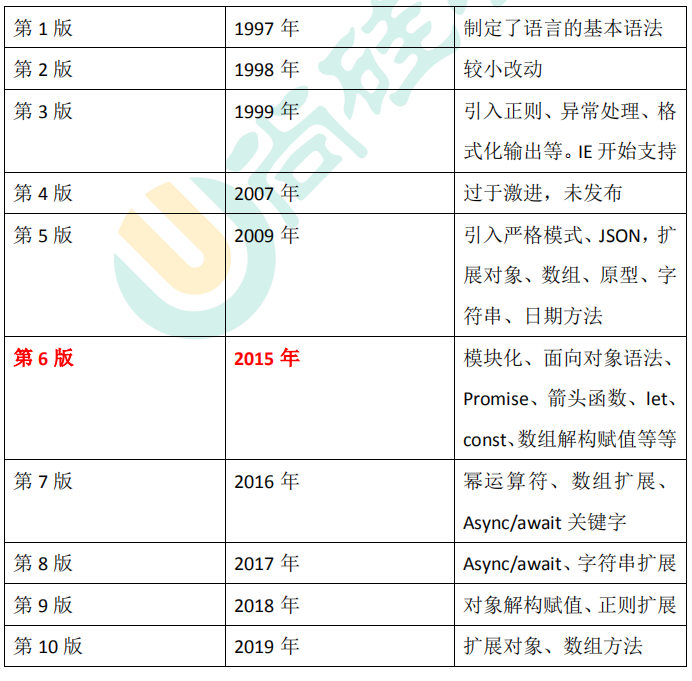 第 1 版 1997 年 制定了语言的基本语法
第 2 版 1998 年 较小改动
第 3 版 1999 年 引入正则、异常处理、格
式化输出等。IE 开始支持
第 4 版 2007 年 过于激进，未发布
第 5 版 2009 年 引入严格模式、JSON，扩
展对象、数组、原型、字
符串、日期方法
第 6 版 2015 年 模块化、面向对象语法、
Promise、箭头函数、let、
const、数组解构赋值等等
第 7 版 2016 年 幂运算符、数组扩展、
Async/await 关键字
第 8 版 2017 年 Async/await、字符串扩展
第 9 版 2018 年 对象解构赋值、正则扩展
第 10 版 2019 年 扩展对象、数组方法
尚硅